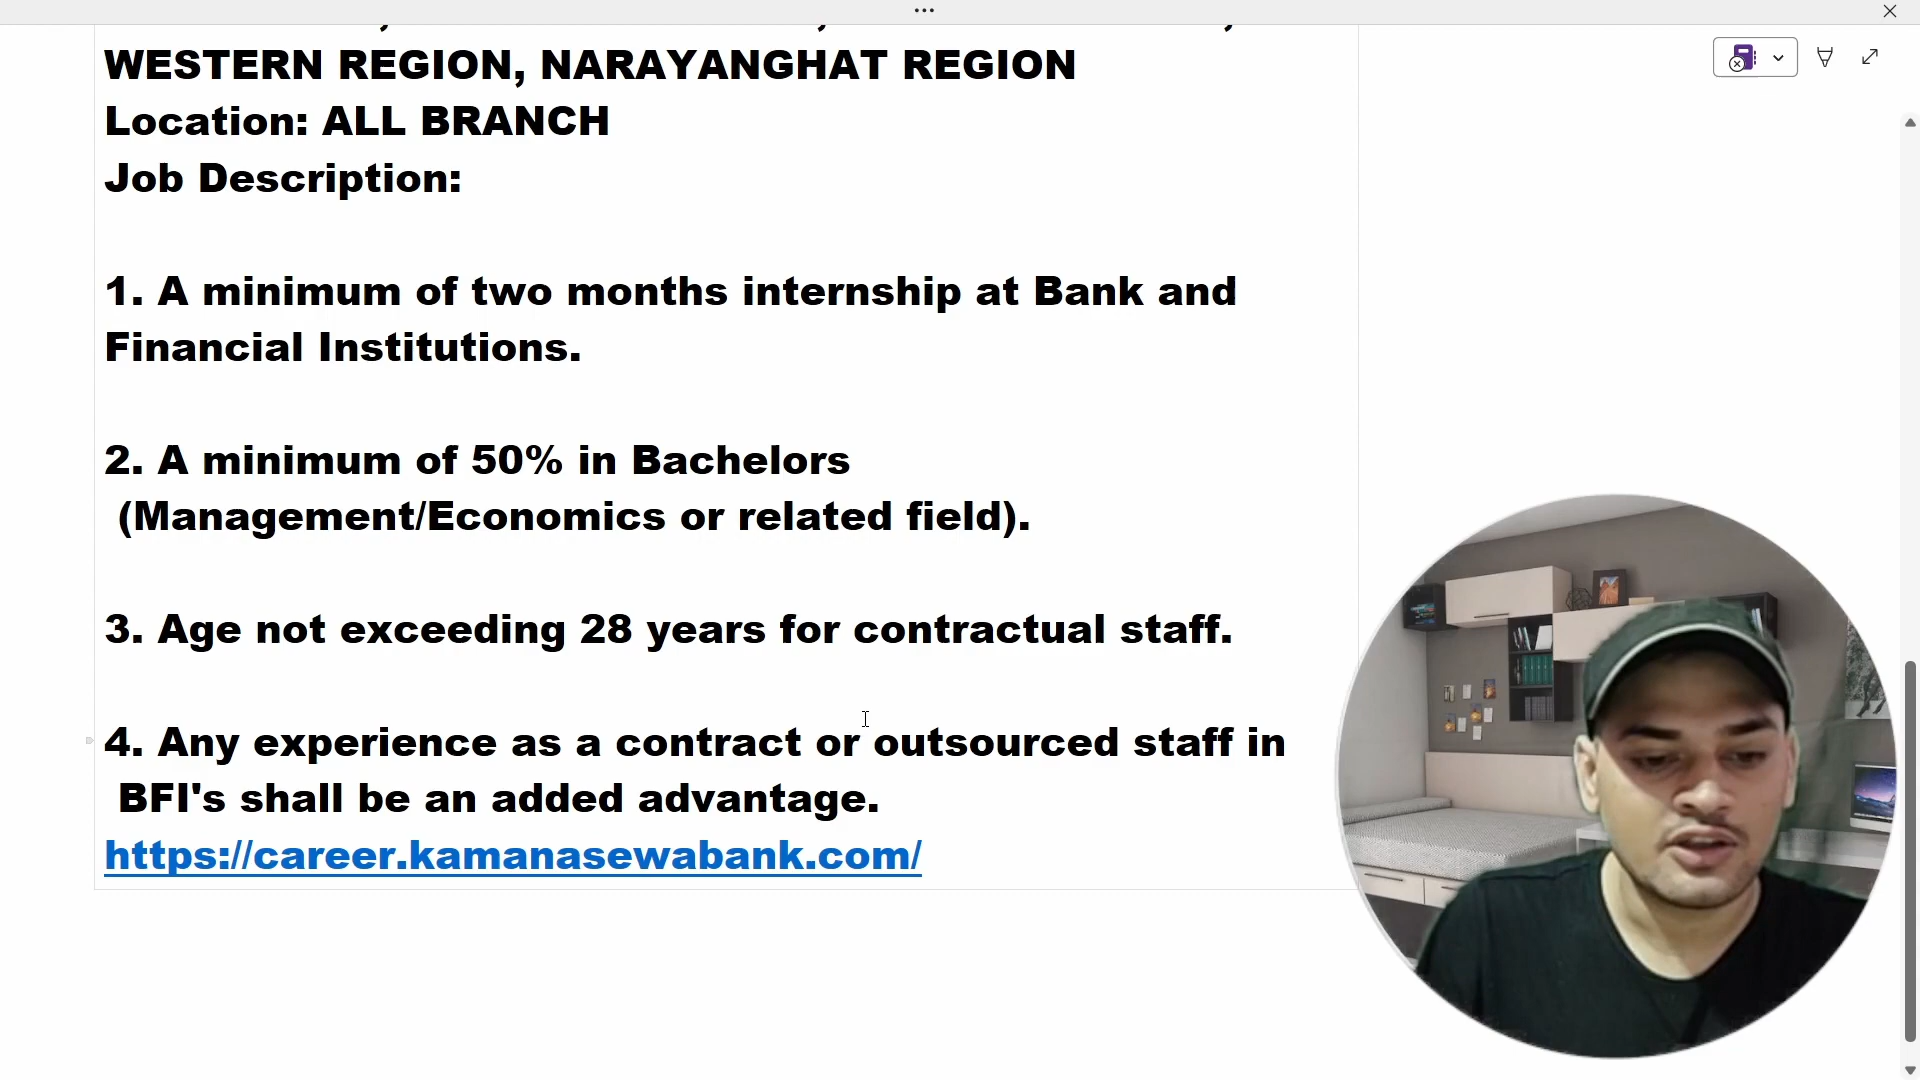 WESTERN REGION, NARAYANGHAT REGION
Location: ALL BRANCH
Job Description:
1. A minimum of two months internship at Bank and
Financial Institutions.
2. A minimum of 50% in Bachelors
(Management/Economics or related field).
3. Age not exceeding 28 years for contractual staff.
4. Any experience as a contract or outsourced staff in
BFI's shall be an added advantage.
https://career.kamanasewabank.com/